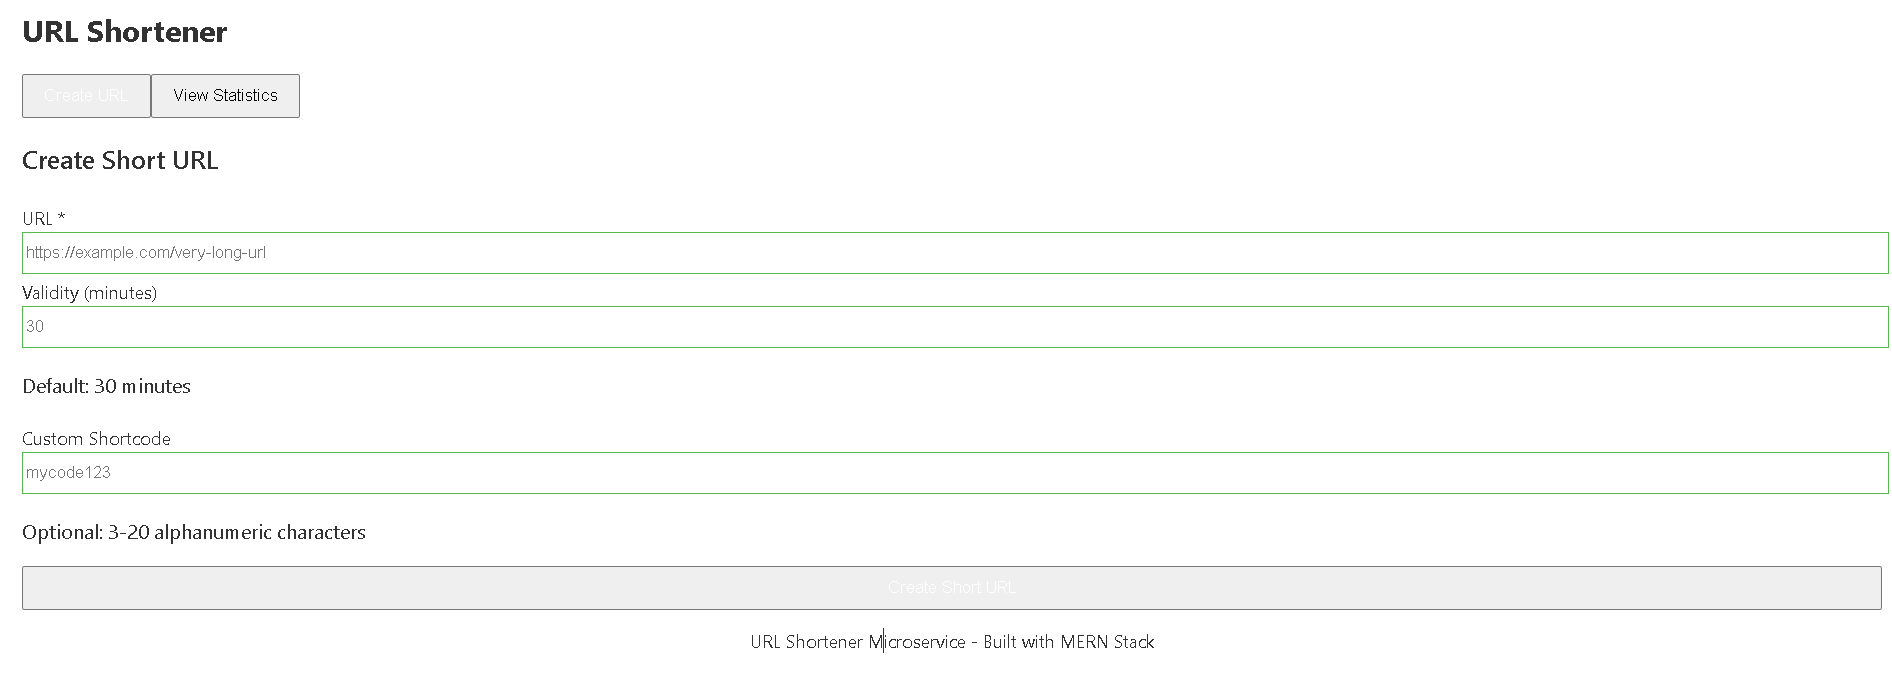 URL Shortener
Create URL View Statistics
Create Short URL
URL *
https://example.com/very-long-url
Validity (minutes)
30
Default: 30 minutes
Custom Shortcode
mycode123
Optional: 3-20 alphanumeric characters
Create Short URL
URL Shortener Microservice - Built with MERN Stack